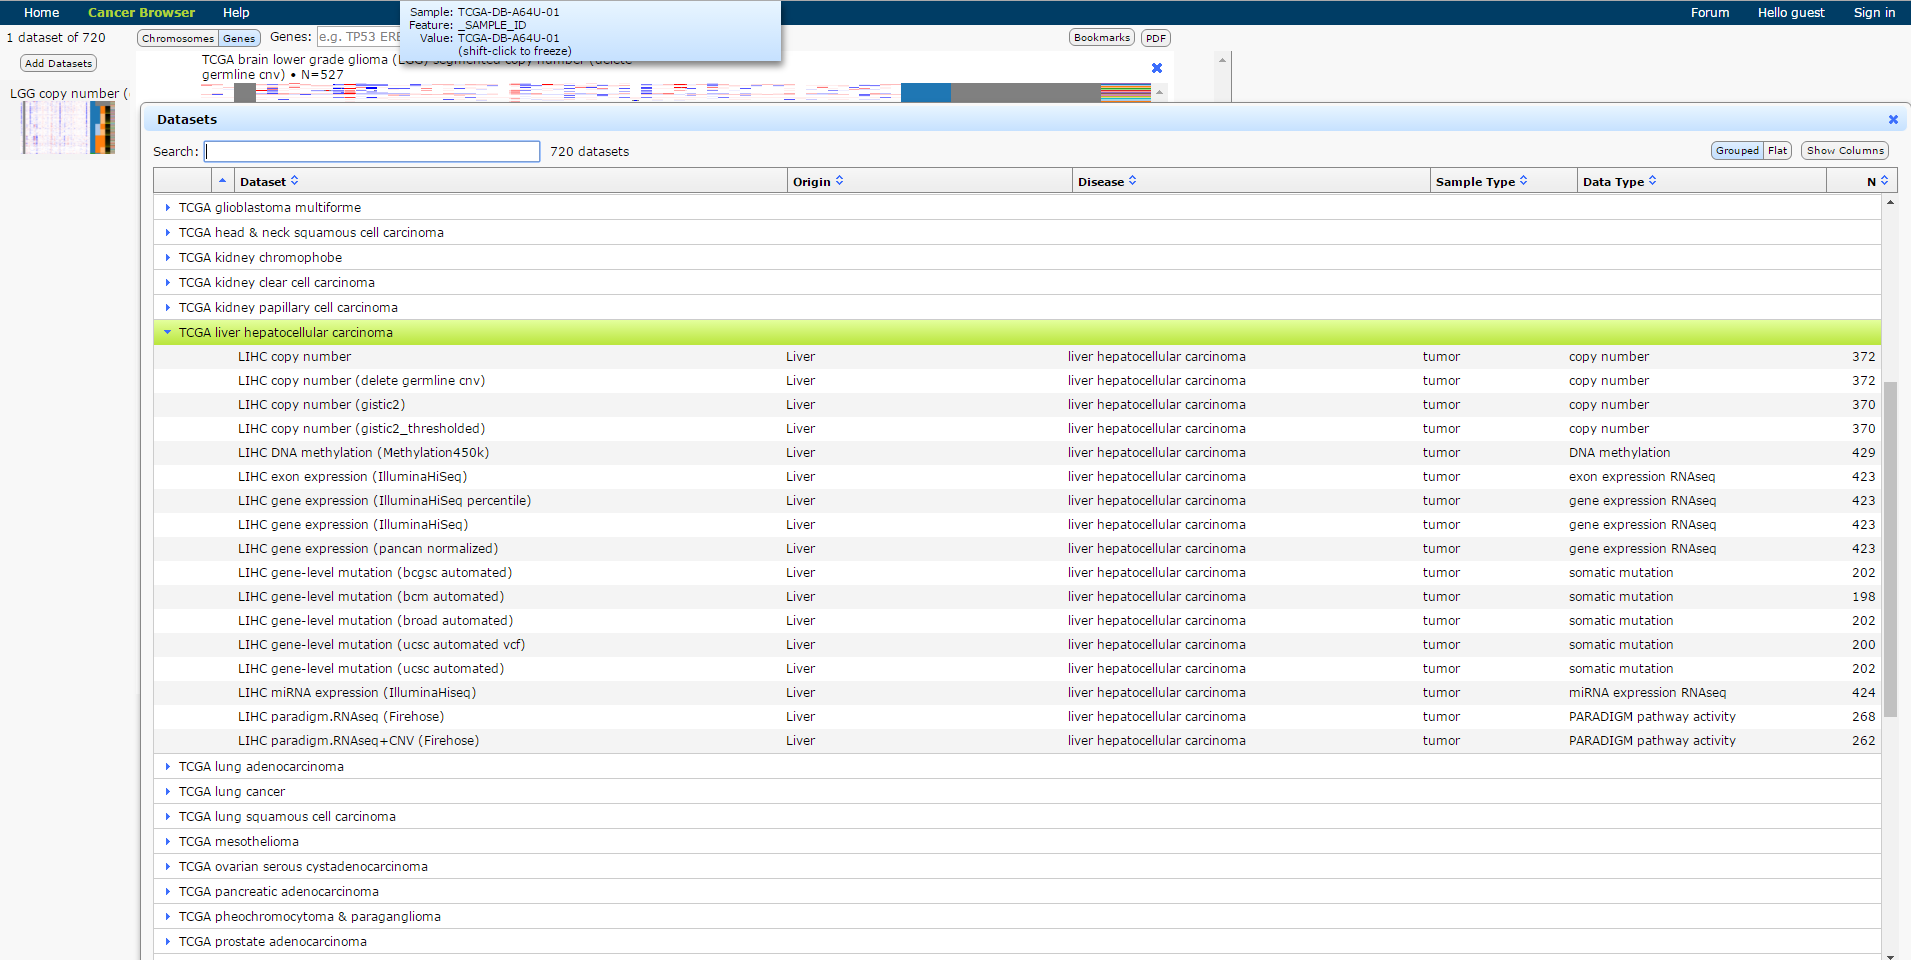 Home Cancer Browser Help Forum Hello guest Sign in
Sample: TCGA-DB-A64U-01
Feature: _SAMPLE_ID
Value: TCGA-DB-A64U-01
(shift-click to freeze)
1 dataset of 720
Chromosomes Genes Genes: e.g. TP53 ERE Bookmarks PDF
Add Datasets
TCGA brain lower grade glioma (LGG) segmented copy number (delete
germline cnv) • N=527
LGG copy number (
Datasets
Search: 720 datasets Grouped Flat Show Columns
Dataset Origin Disease Sample Type Data Type N
TCGA glioblastoma multiforme
TCGA head & neck squamous cell carcinoma
TCGA kidney chromophobe
TCGA kidney clear cell carcinoma
TCGA kidney papillary cell carcinoma
TCGA liver hepatocellular carcinoma
LIHC copy number Liver liver hepatocellular carcinoma tumor copy number 372
LIHC copy number (delete germline cnv) Liver liver hepatocellular carcinoma tumor copy number 372
LIHC copy number (gistic2) Liver liver hepatocellular carcinoma tumor copy number 370
LIHC copy number (gistic2_thresholded) Liver liver hepatocellular carcinoma tumor copy number 370
LIHC DNA methylation (Methylation450k) Liver liver hepatocellular carcinoma tumor DNA methylation 429
LIHC exon expression (IlluminaHiSeq) Liver liver hepatocellular carcinoma tumor exon expression RNAseq 423
LIHC gene expression (IlluminaHiSeq percentile) Liver liver hepatocellular carcinoma tumor gene expression RNAseq 423
LIHC gene expression (IlluminaHiSeq) Liver liver hepatocellular carcinoma tumor gene expression RNAseq 423
LIHC gene expression (pancan normalized) Liver liver hepatocellular carcinoma tumor gene expression RNAseq 423
LIHC gene-level mutation (bcgsc automated) Liver liver hepatocellular carcinoma tumor somatic mutation 202
LIHC gene-level mutation (bcm automated) Liver liver hepatocellular carcinoma tumor somatic mutation 198
LIHC gene-level mutation (broad automated) Liver liver hepatocellular carcinoma tumor somatic mutation 202
LIHC gene-level mutation (ucsc automated vcf) Liver liver hepatocellular carcinoma tumor somatic mutation 200
LIHC gene-level mutation (ucsc automated) Liver liver hepatocellular carcinoma tumor somatic mutation 202
LIHC miRNA expression (IlluminaHiseq) Liver liver hepatocellular carcinoma tumor miRNA expression RNAseq 424
LIHC paradigm.RNAseq (Firehose) Liver liver hepatocellular carcinoma tumor PARADIGM pathway activity 268
LIHC paradigm.RNAseq+CNV (Firehose) Liver liver hepatocellular carcinoma tumor PARADIGM pathway activity 262
TCGA lung adenocarcinoma
TCGA lung cancer
TCGA lung squamous cell carcinoma
TCGA mesothelioma
TCGA ovarian serous cystadenocarcinoma
TCGA pancreatic adenocarcinoma
TCGA pheochromocytoma & paraganglioma
TCGA prostate adenocarcinoma